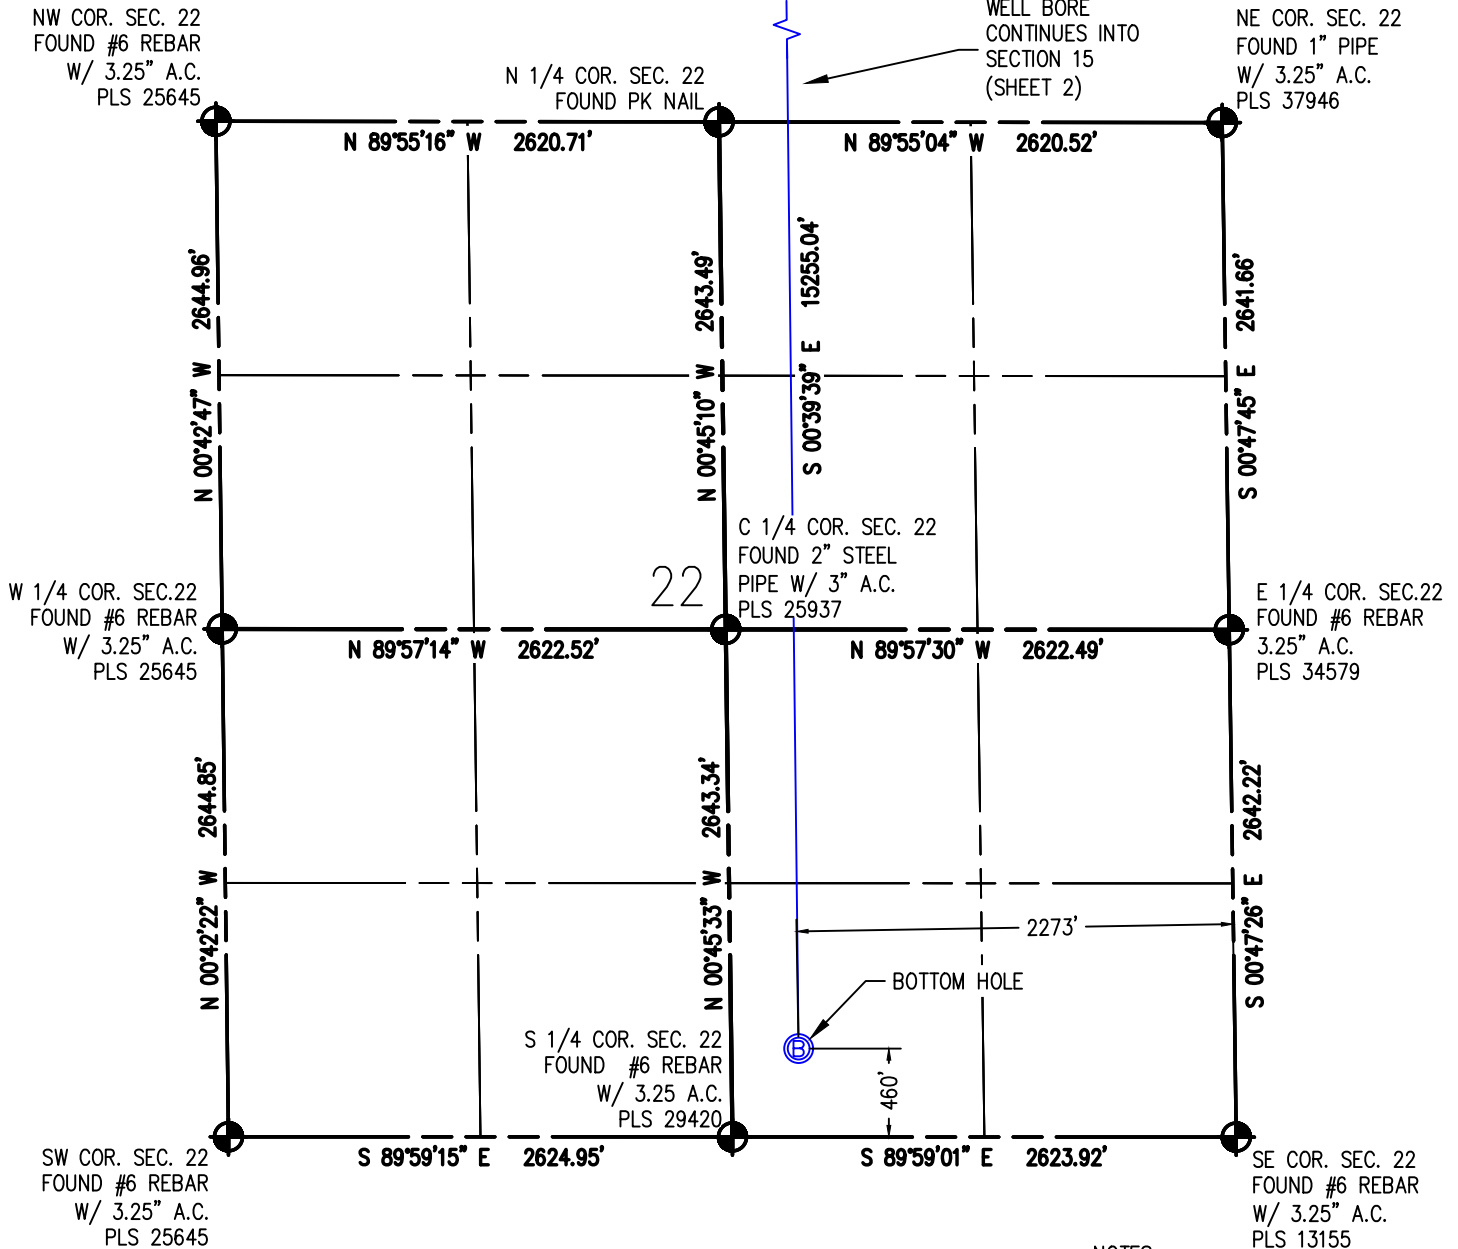 NW COR. SEC. 22
FOUND #6 REBAR
W/ 3.25" A.C.
PLS 25645
N 1/4 COR. SEC. 22
FOUND PK NAIL
WELL BORE
CONTINUES INTO
SECTION 15
(SHEET 2)
NE COR. SEC. 22
FOUND 1" PIPE
W/ 3.25" A.C.
PLS 37946
N 89°55'16" W 2620.71'
N 89°55'04" W 2620.52'
N 00°42'47" W 2644.96'
N 00°45'10" W 2643.49'
S 00°39'39" E 15255.04'
S 00°47'45" E 2641.66'
C 1/4 COR. SEC. 22
FOUND 2" STEEL
PIPE W/ 3" A.C.
PLS 25937
22
W 1/4 COR. SEC.22
FOUND #6 REBAR
W/ 3.25" A.C.
PLS 25645
E 1/4 COR. SEC.22
FOUND #6 REBAR
3.25" A.C.
PLS 34579
N 89°57'14" W 2622.52'
N 89°57'30" W 2622.49'
N 00°42'22" W 2644.85'
N 00°45'33" W 2643.34'
S 00°47'26" E 2642.22'
2273'
BOTTOM HOLE
B
460'
S 1/4 COR. SEC. 22
FOUND #6 REBAR
W/ 3.25 A.C.
PLS 29420
S 89°59'15" E 2624.95'
S 89°59'01" E 2623.92'
SW COR. SEC. 22
FOUND #6 REBAR
W/ 3.25" A.C.
PLS 25645
SE COR. SEC. 22
FOUND #6 REBAR
W/ 3.25" A.C.
PLS 13155